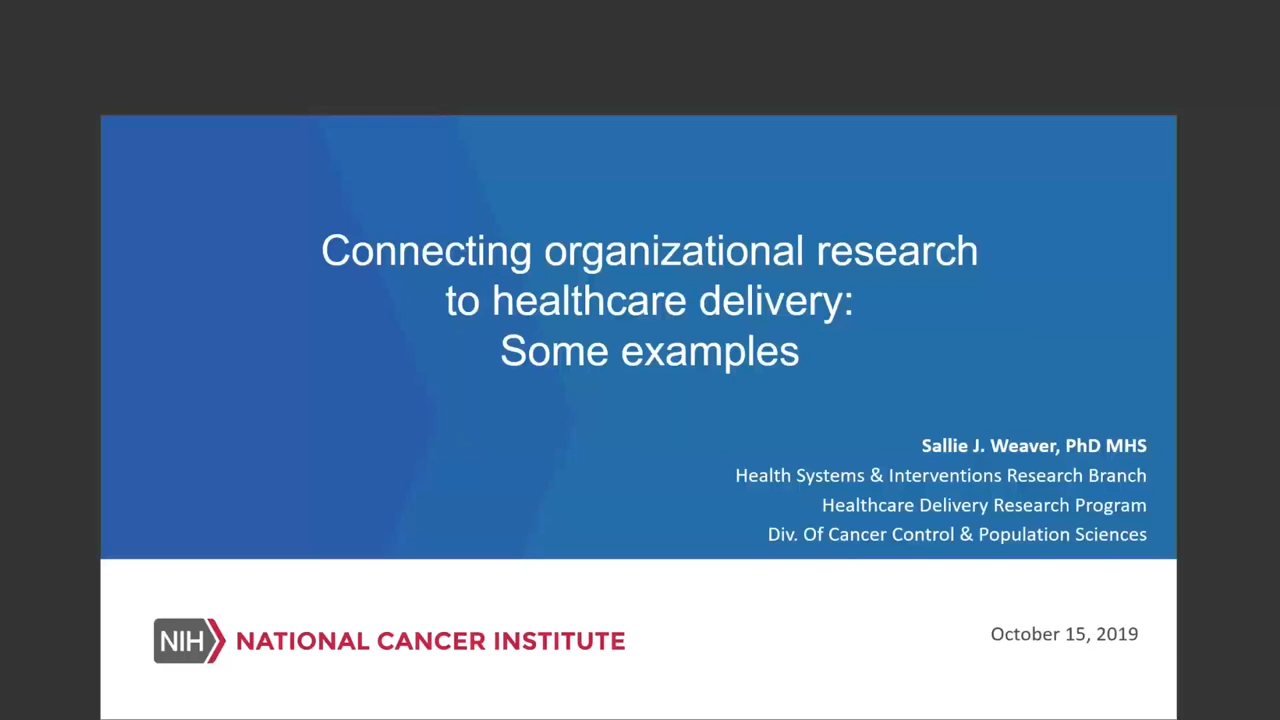 Connecting organizational research
to healthcare delivery:
Some examples
Sallie J. Weaver, PhD MHS
Health Systems & Interventions Research Branch
Healthcare Delivery Research Program
Div. Of Cancer Control & Population Sciences
NIH NATIONAL CANCER INSTITUTE
October 15, 2019